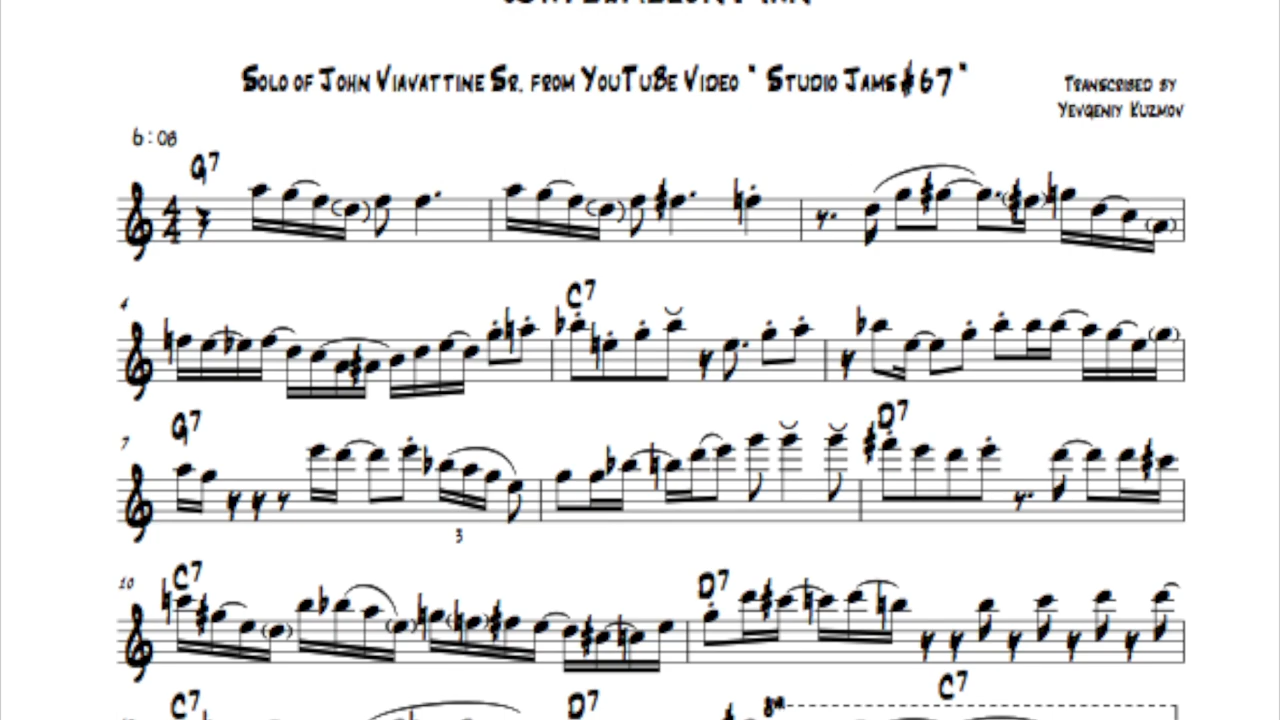 Solo of John Viavattine Sr. from YouTube Video " Studio Jams#67"
Transcribed by
Yevgeniy Kuzmov
6:08
G7
4
C7
7
G7
D7
3
10
C7
D7
C7
C7
D7
8va